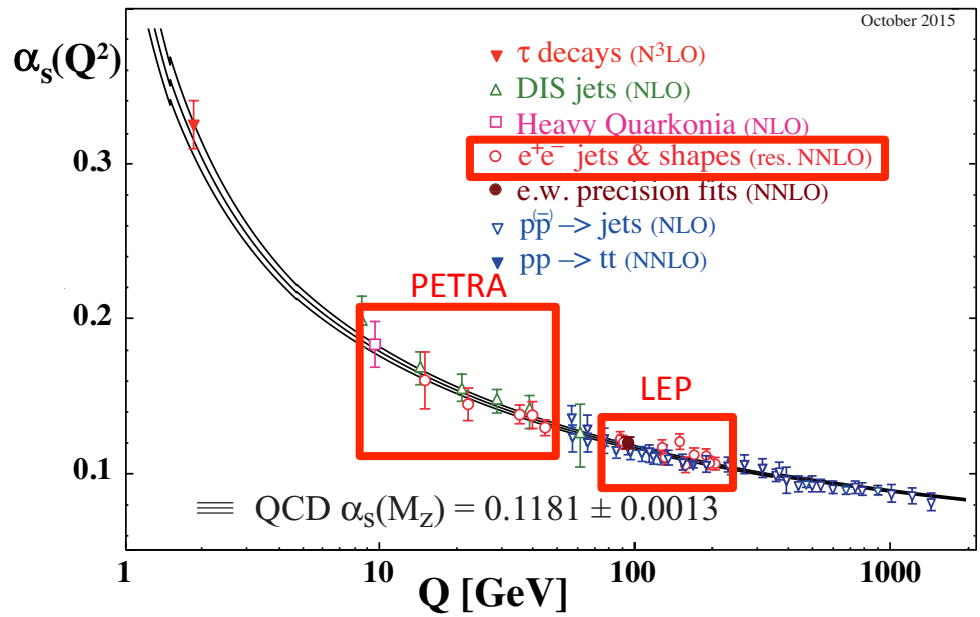 October 2015
αs(Q²)
τ decays (N³LO)
DIS jets (NLO)
Heavy Quarkonia (NLO)
e⁺e⁻ jets & shapes (res. NNLO)
e.w. precision fits (NNLO)
pp̄⁽⁻⁾ –> jets (NLO)
pp –> tt (NNLO)
0.3
PETRA
0.2
LEP
0.1
QCD αs(Mz) = 0.1181 ± 0.0013
1 10 100 1000
Q [GeV]